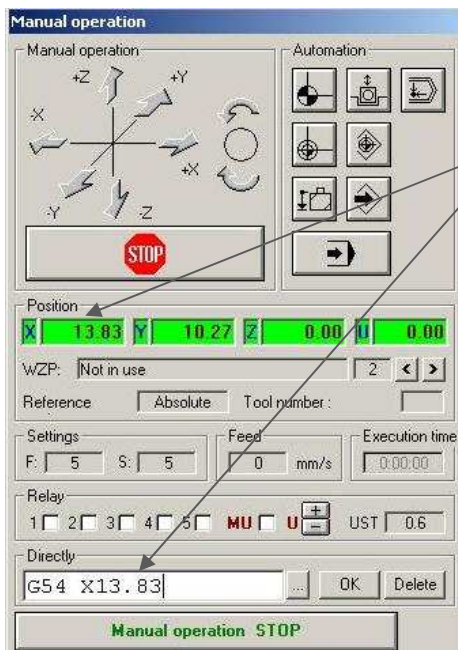 Manual operation
Manual operation
Automation
+Z
+Y
-X
+X
-Y
-Z
STOP
Position
X 13.83 Y 10.27 Z 0.00 U 0.00
WZP: Not in use 2 < >
Reference Absolute Tool number :
Settings Feed Execution time
F: 5 S: 5 0 mm/s 0:00:00
Relay
1 2 3 4 5 MU U + - UST 0.6
Directly
G54 X13.83 ... OK Delete
Manual operation STOP